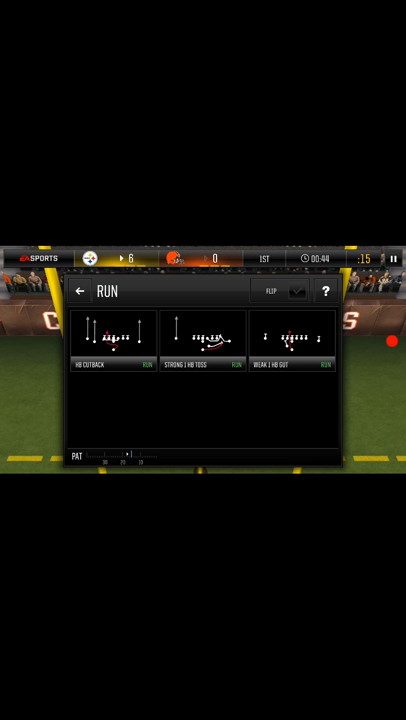 EA SPORTS 6 0 1ST 00:44 :15
RUN FLIP ?
HB CUTBACK RUN STRONG I HB TOSS RUN WEAK I HB GUT RUN
PAT